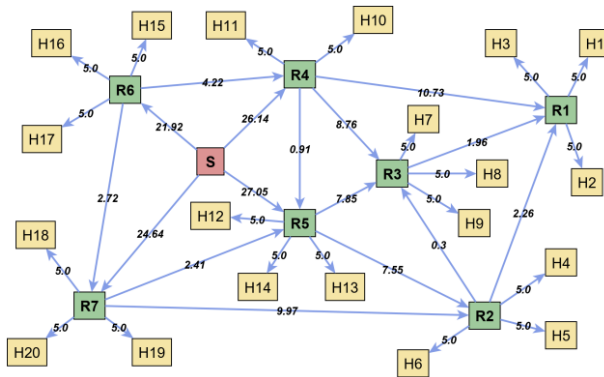 H15
H11
H10
H16
H3
H1
5.0
5.0
5.0
5.0
5.0
5.0
R4
R6
4.22
10.73
R1
5.0
H7
H17
21.92
26.14
8.76
5.0
1.96
5.0
0.91
S
R3
5.0
H8
H2
2.72
27.05
7.85
5.0
H12
5.0
H9
24.64
R5
2.26
H18
5.0
5.0
0.3
H4
2.41
7.55
5.0
H14
H13
R7
9.97
R2
5.0
5.0
5.0
5.0
H5
H20
H19
H6